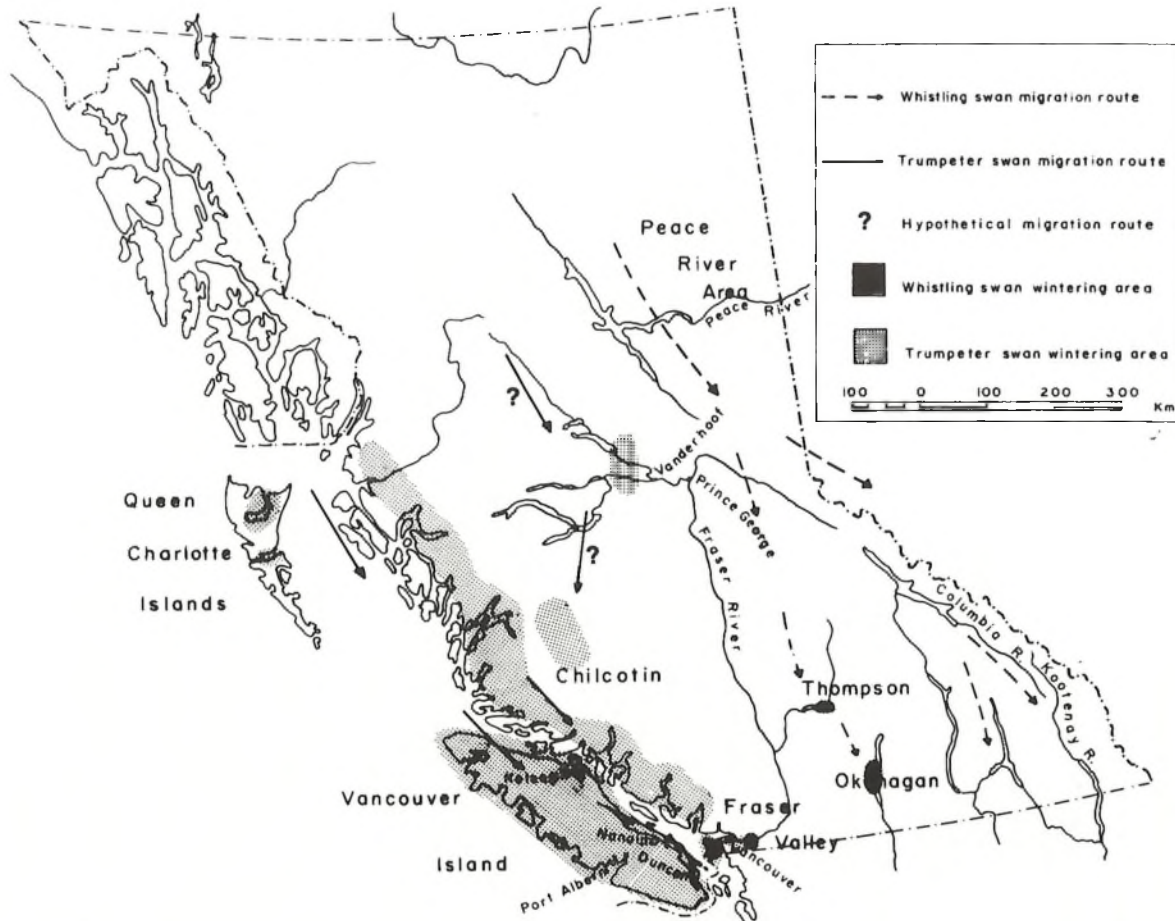 Whistling swan migration route
Trumpeter swan migration route
? Hypothetical migration route
Whistling swan wintering area
Trumpeter swan wintering area
100 0 100 200 300
Km
Peace
River
Area
Peace River
?
Vanderhoof
Prince George
Queen
Charlotte
Islands
?
Fraser
River
Columbia R.
Kootenay R.
Chilcotin
Thompson
Okanagan
Vancouver
Island
Fraser
Valley
Vancouver
Nanaimo
Duncan
Port Alberni